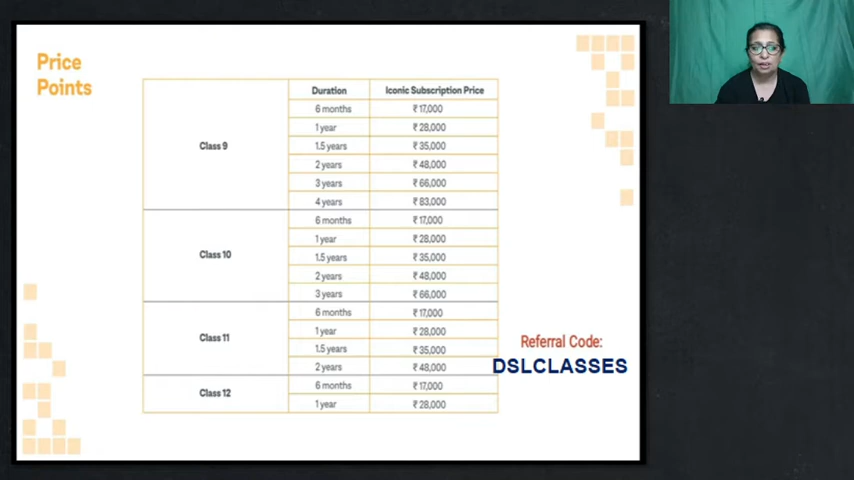 Price
Points
Duration Iconic Subscription Price
Class 9
6 months ₹ 17,000
1 year ₹ 28,000
1.5 years ₹ 35,000
2 years ₹ 48,000
3 years ₹ 66,000
4 years ₹ 83,000
Class 10
6 months ₹ 17,000
1 year ₹ 28,000
1.5 years ₹ 35,000
2 years ₹ 48,000
3 years ₹ 66,000
Class 11
6 months ₹ 17,000
1 year ₹ 28,000
1.5 years ₹ 35,000
2 years ₹ 48,000
Class 12
6 months ₹ 17,000
1 year ₹ 28,000
Referral Code:
DSLCLASSES